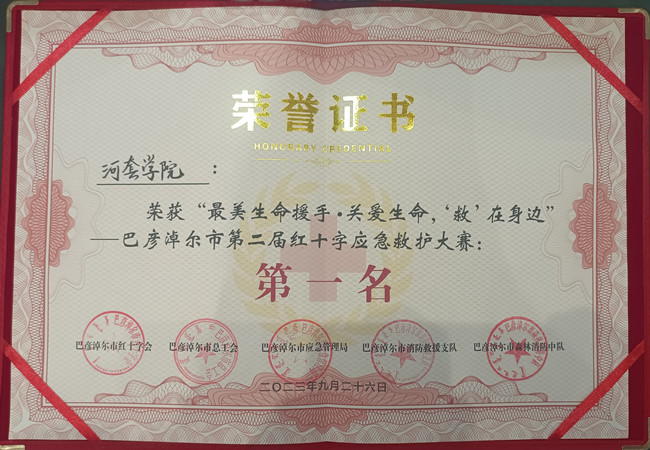 荣誉证书
HONORARY CREDENTIAL
河套学院：
荣获“最美生命援手·关爱生命，‘救’在身边”
——巴彦淖尔市第二届红十字应急救护大赛：
第一名
巴彦淖尔市红十字会 巴彦淖尔市总工会 巴彦淖尔市应急管理局 巴彦淖尔市消防救援支队 巴彦淖尔市森林消防中队
二〇二三年九月二十六日